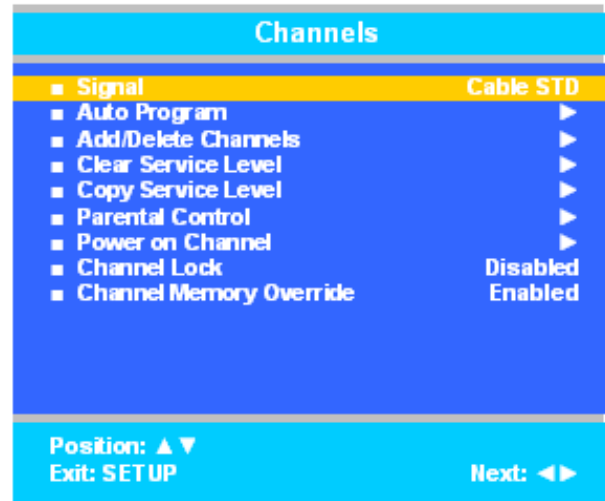 Channels
Signal Cable STD
Auto Program ▶
Add/Delete Channels ▶
Clear Service Level ▶
Copy Service Level ▶
Parental Control ▶
Power on Channel ▶
Channel Lock Disabled
Channel Memory Override Enabled
Position: ▲▼
Exit: SETUP Next: ◀▶